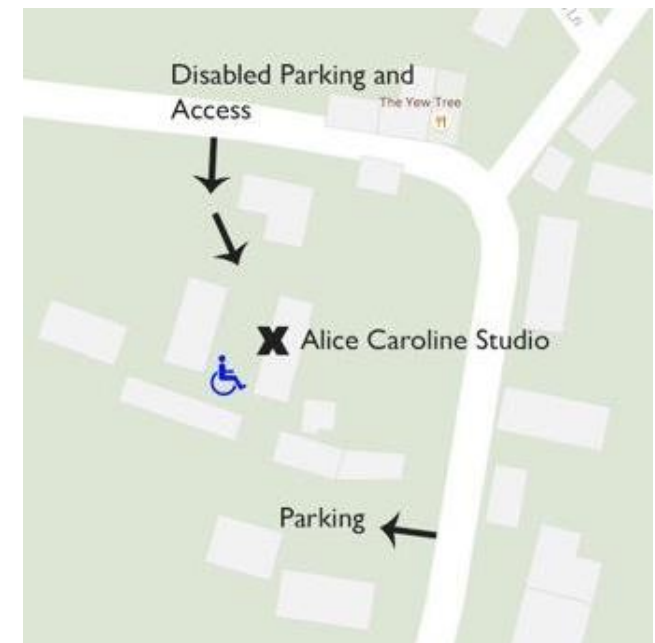 Disabled Parking and
Access
The Yew Tree
Alice Caroline Studio
Parking